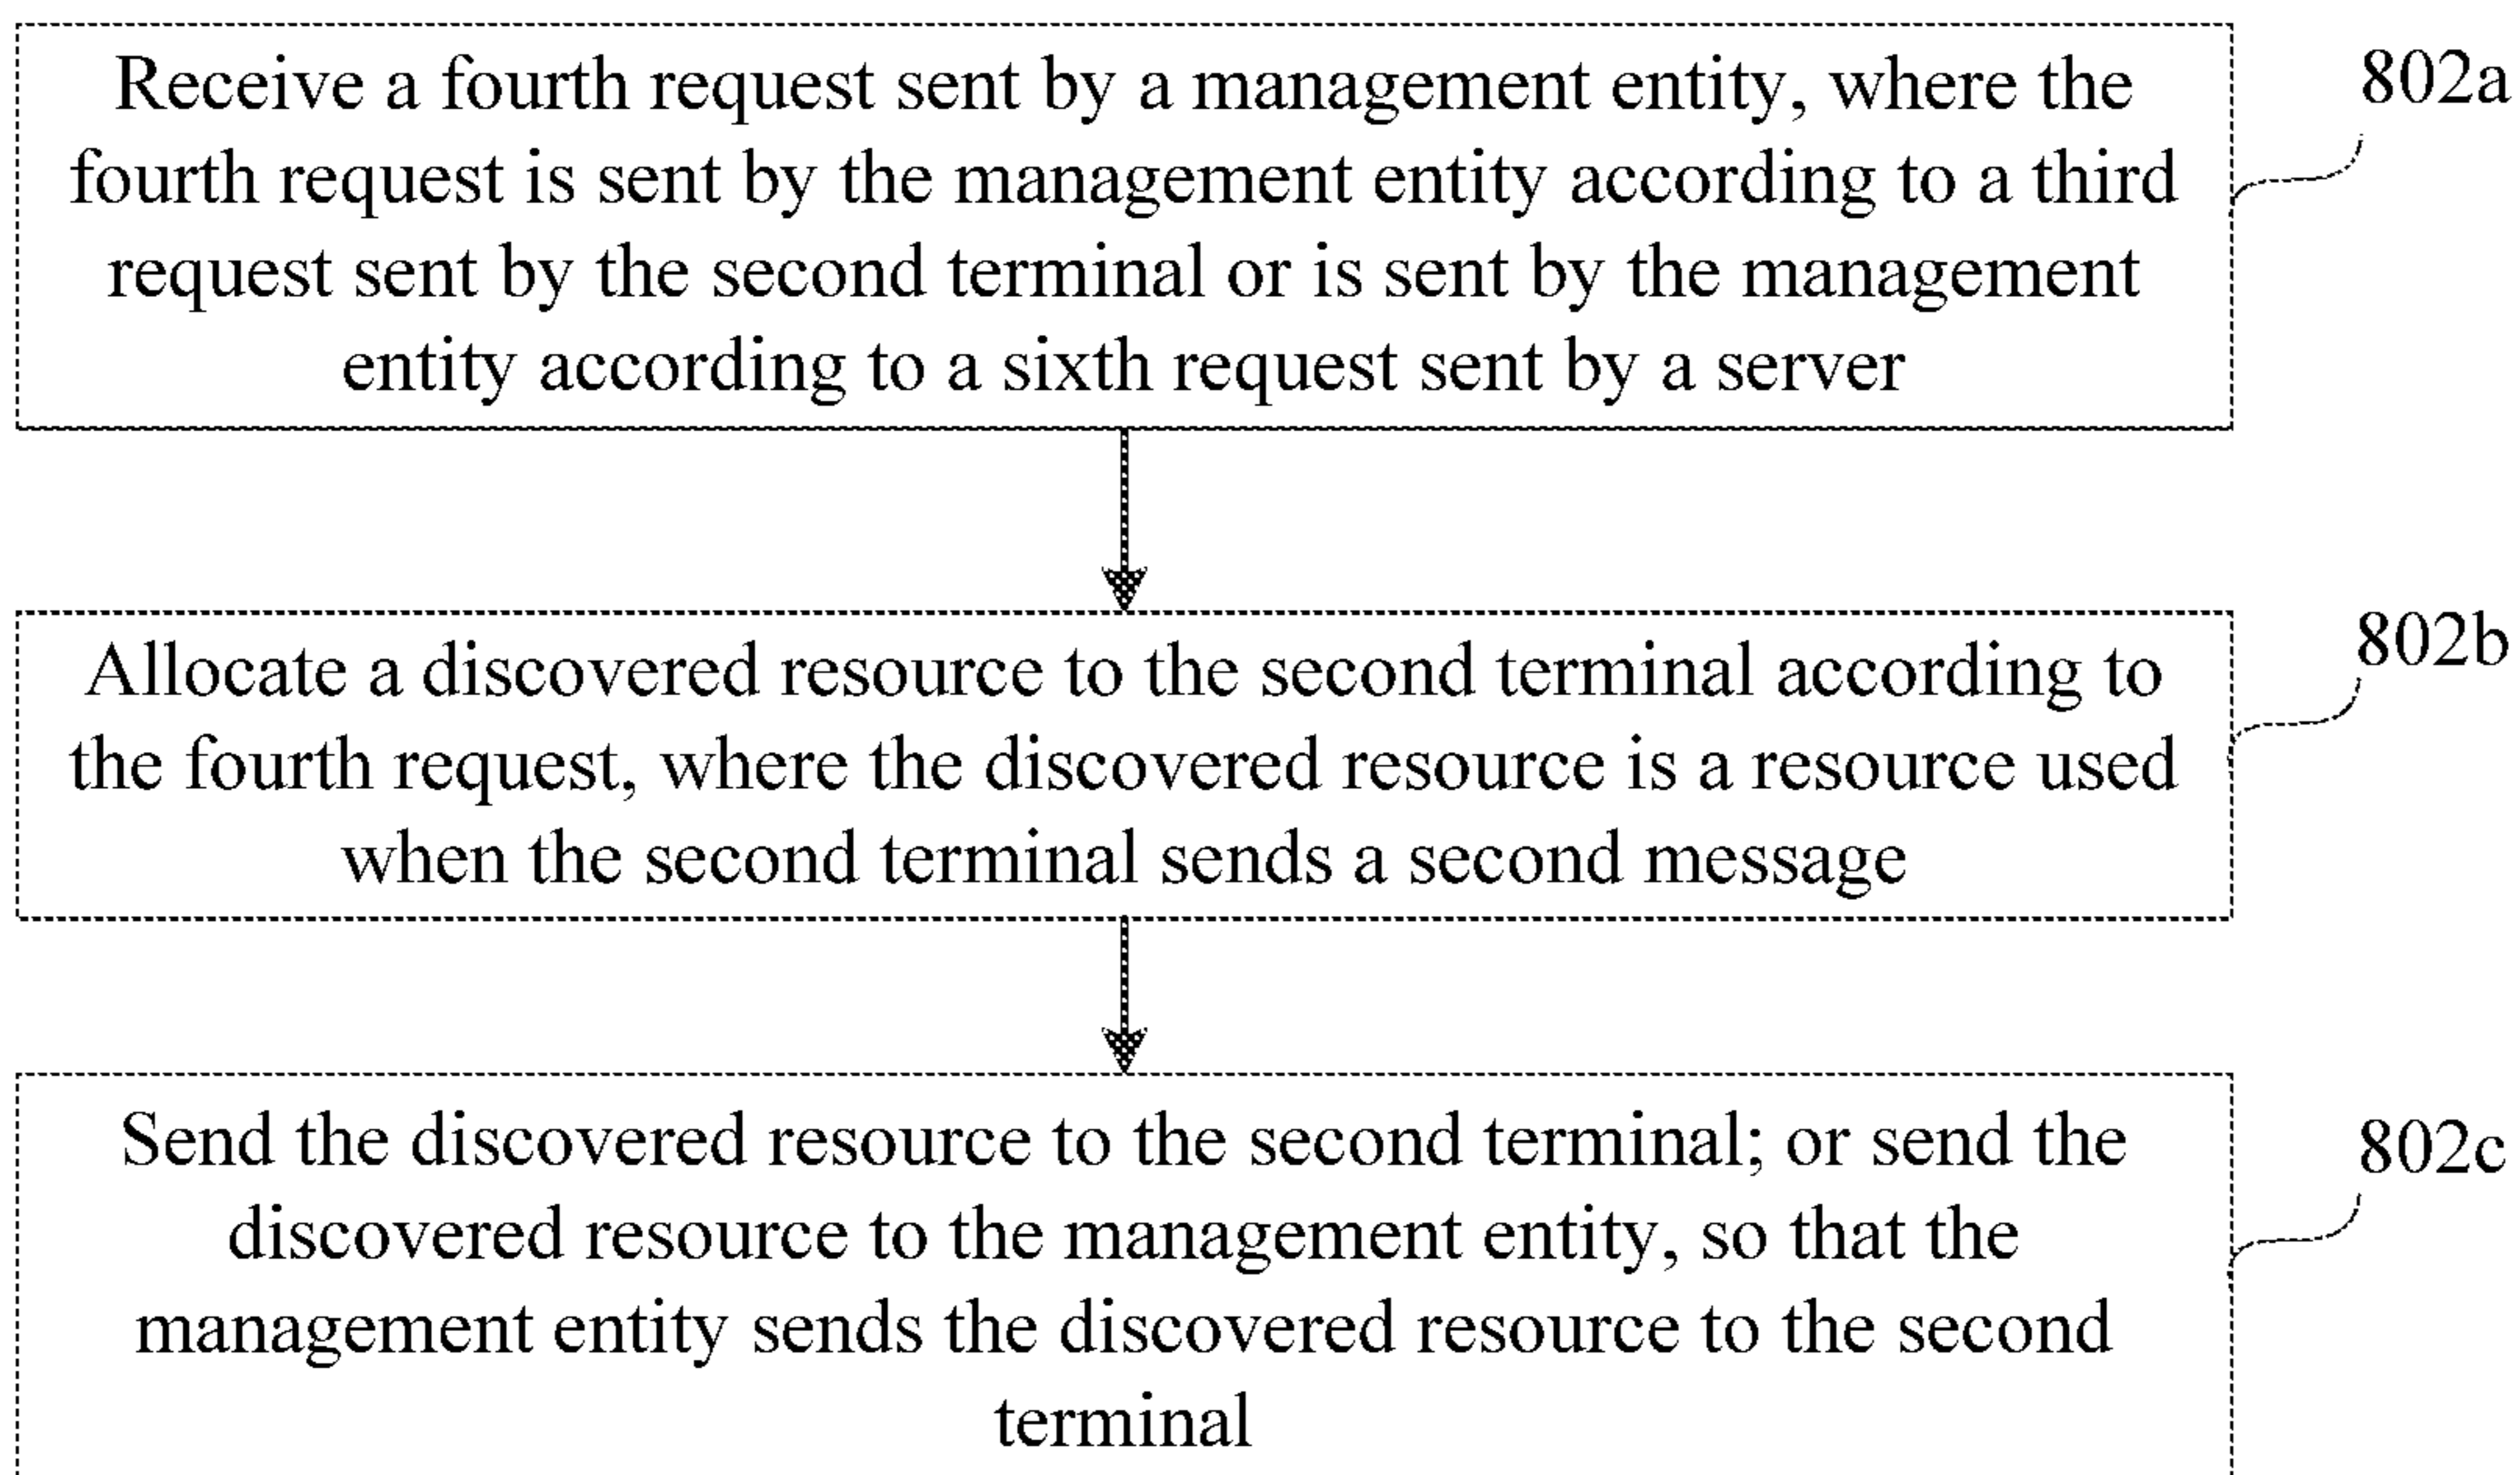 Receive a fourth request sent by a management entity, where the
fourth request is sent by the management entity according to a third
request sent by the second terminal or is sent by the management
entity according to a sixth request sent by a server
802a
Allocate a discovered resource to the second terminal according to
the fourth request, where the discovered resource is a resource used
when the second terminal sends a second message
802b
Send the discovered resource to the second terminal; or send the
discovered resource to the management entity, so that the
management entity sends the discovered resource to the second
terminal
802c